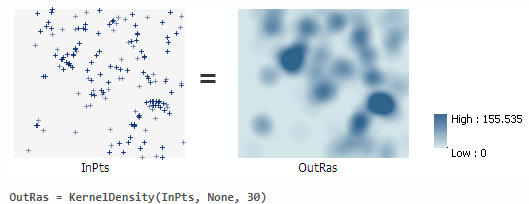 =
High : 155.535
Low : 0
InPts
OutRas
OutRas = KernelDensity(InPts, None, 30)